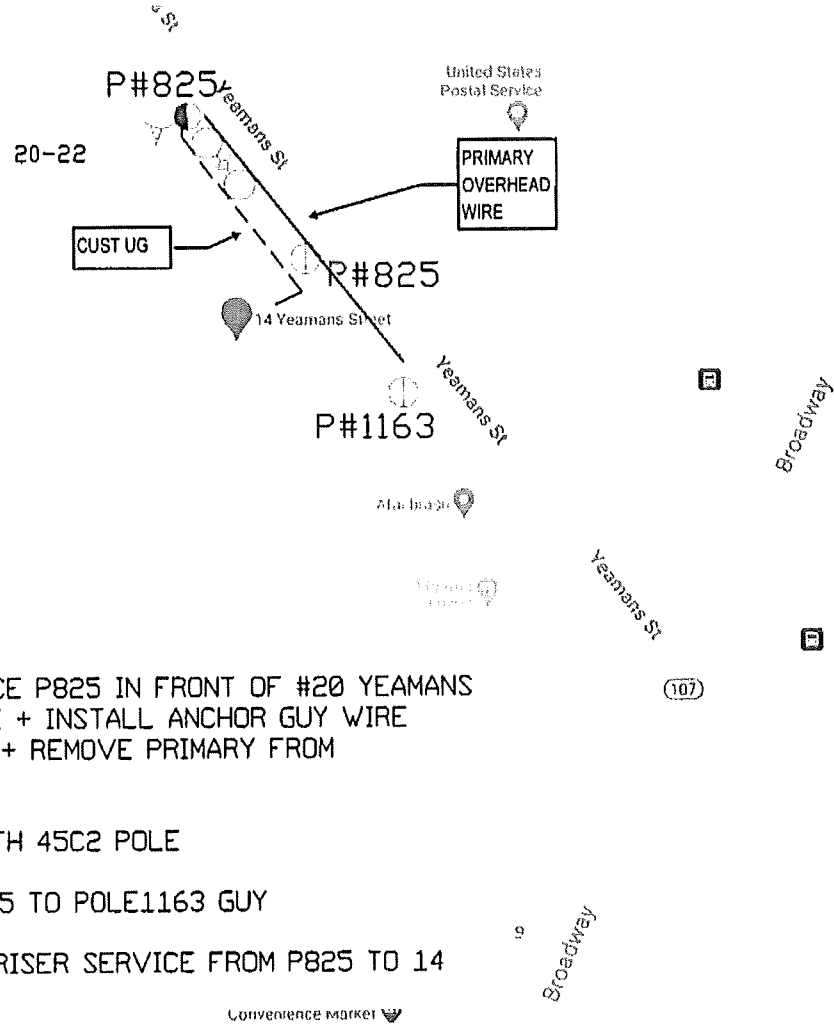 St
P#825
Yeamans St
United States
Postal Service
20-22
PRIMARY
OVERHEAD
WIRE
CUST UG
P#825
14 Yeamans Street
Yeamans St
P#1163
Broadway
Yeamans St
CE P825 IN FRONT OF #20 YEAMANS
+ INSTALL ANCHOR GUY WIRE
+ REMOVE PRIMARY FROM
107
TH 45C2 POLE
5 TO POLE1163 GUY
RISER SERVICE FROM P825 TO 14
Broadway
Convenience Market